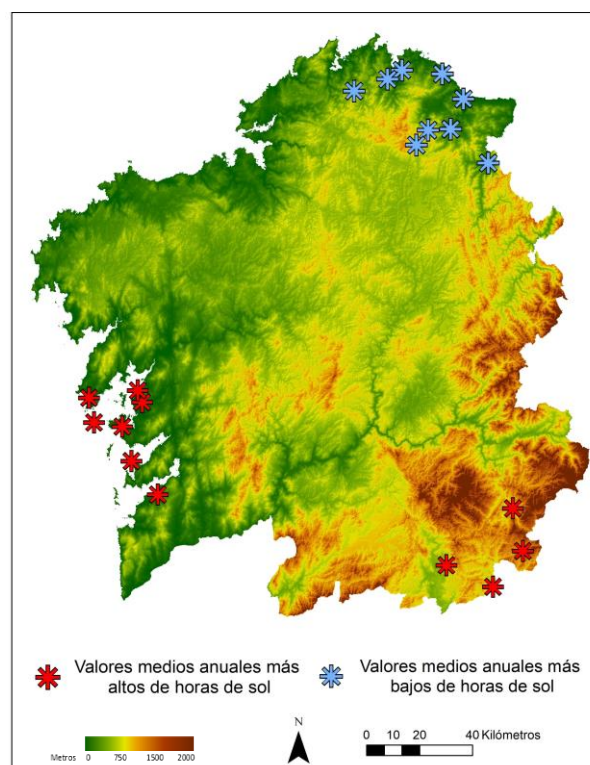 Valores medios anuales más
altos de horas de sol
Valores medios anuales más
bajos de horas de sol
N
Metros 0 750 1500 2000
0 10 20 40 Kilómetros